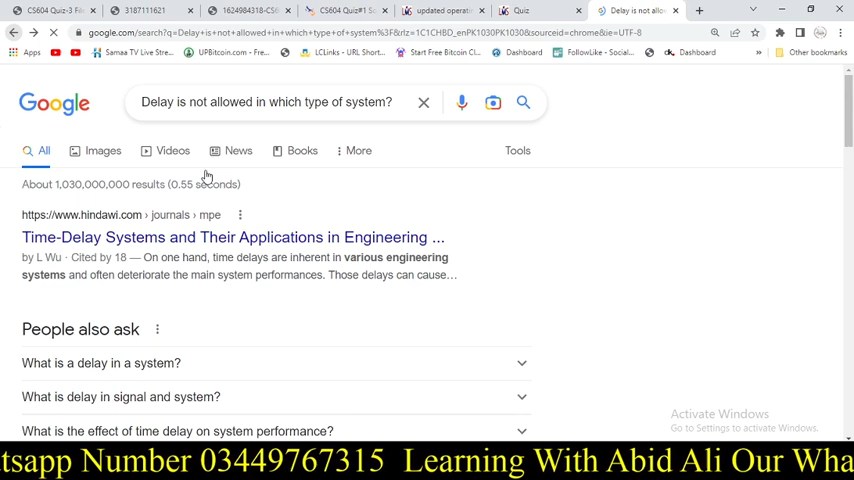 CS604 Quiz-3 File
3187111621
1624984318-CS6
CS604 Quiz#1 So
updated operatin
Quiz
Delay is not allow
google.com/search?q=Delay+is+not+allowed+in+which+type+of+system%3F&rlz=1C1CHBD_enPK1030PK1030&sourceid=chrome&ie=UTF-8
Apps
Samaa TV Live Stre...
UPBitcoin.com - Fre...
LCLinks - URL Short...
Start Free Bitcoin Cl...
Dashboard
FollowLike - Social...
Dashboard
Other bookmarks
Google
Delay is not allowed in which type of system?
All
Images
Videos
News
Books
More
Tools
About 1,030,000,000 results (0.55 seconds)
https://www.hindawi.com › journals › mpe
Time-Delay Systems and Their Applications in Engineering ...
by L Wu · Cited by 18 — On one hand, time delays are inherent in various engineering
systems and often deteriorate the main system performances. Those delays can cause...
People also ask
What is a delay in a system?
What is delay in signal and system?
What is the effect of time delay on system performance?
Activate Windows
Go to Settings to activate Windows.
tsapp Number 03449767315 Learning With Abid Ali Our Wha